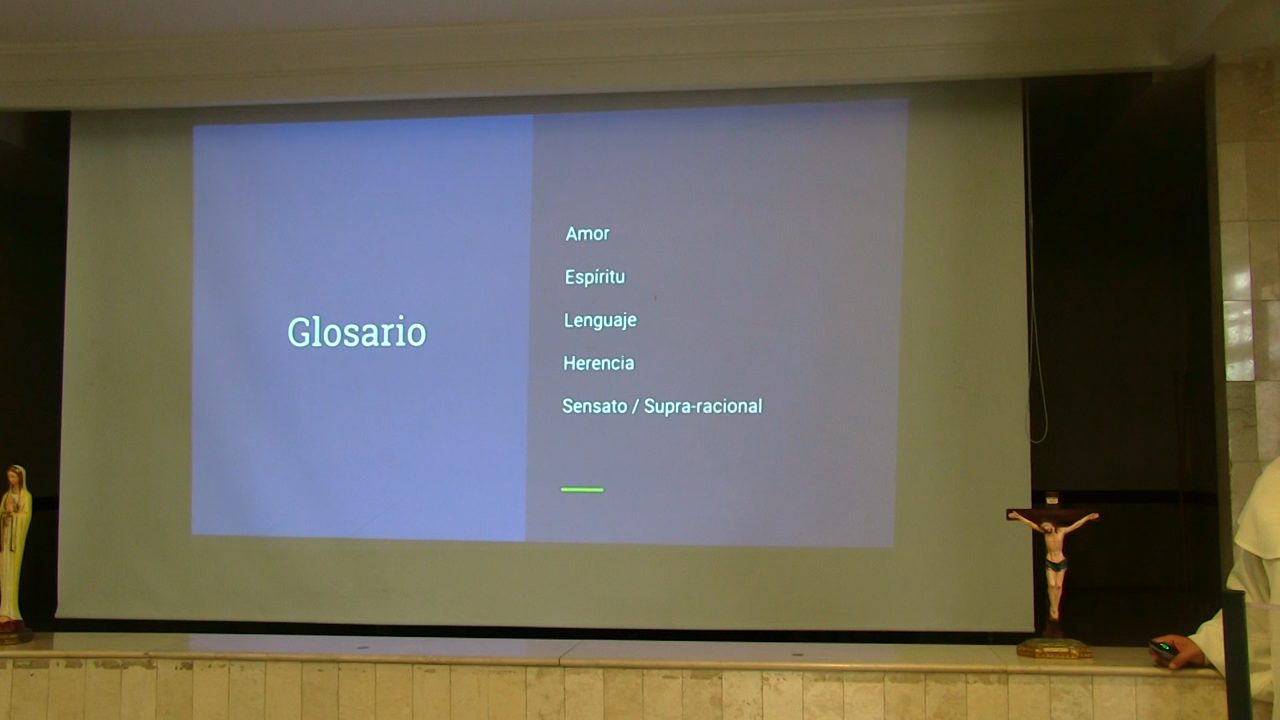 Glosario
Amor
Espíritu
Lenguaje
Herencia
Sensato / Supra-racional